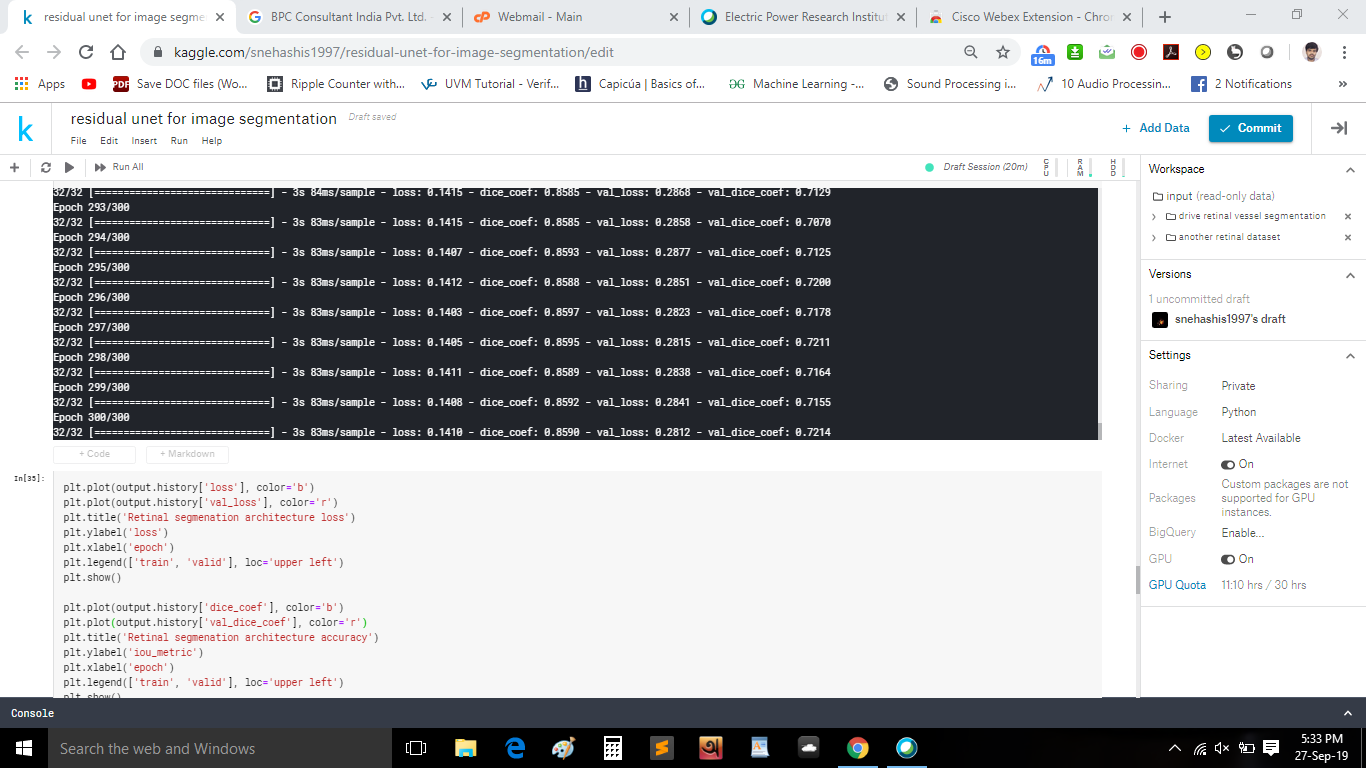 residual unet for image segme
BPC Consultant India Pvt. Ltd.
Webmail - Main
Electric Power Research Institu
Cisco Webex Extension - Chro
kaggle.com/snehashis1997/residual-unet-for-image-segmentation/edit
16m
Apps
Save DOC files (Wo...
Ripple Counter with...
UVM Tutorial - Verif...
Capicúa | Basics of...
Machine Learning -...
Sound Processing i...
10 Audio Processin...
2 Notifications
residual unet for image segmentation
Draft saved
File Edit Insert Run Help
+ Add Data
Commit
Run All
Draft Session (20m)
CPU
RAM
HDD
32/32 [==============================] - 3s 84ms/sample - loss: 0.1415 - dice_coef: 0.8585 - val_loss: 0.2868 - val_dice_coef: 0.7129
Epoch 293/300
32/32 [==============================] - 3s 83ms/sample - loss: 0.1415 - dice_coef: 0.8585 - val_loss: 0.2858 - val_dice_coef: 0.7070
Epoch 294/300
32/32 [==============================] - 3s 83ms/sample - loss: 0.1407 - dice_coef: 0.8593 - val_loss: 0.2877 - val_dice_coef: 0.7125
Epoch 295/300
32/32 [==============================] - 3s 83ms/sample - loss: 0.1412 - dice_coef: 0.8588 - val_loss: 0.2851 - val_dice_coef: 0.7200
Epoch 296/300
32/32 [==============================] - 3s 83ms/sample - loss: 0.1403 - dice_coef: 0.8597 - val_loss: 0.2823 - val_dice_coef: 0.7178
Epoch 297/300
32/32 [==============================] - 3s 83ms/sample - loss: 0.1405 - dice_coef: 0.8595 - val_loss: 0.2815 - val_dice_coef: 0.7211
Epoch 298/300
32/32 [==============================] - 3s 83ms/sample - loss: 0.1411 - dice_coef: 0.8589 - val_loss: 0.2838 - val_dice_coef: 0.7164
Epoch 299/300
32/32 [==============================] - 3s 83ms/sample - loss: 0.1408 - dice_coef: 0.8592 - val_loss: 0.2841 - val_dice_coef: 0.7155
Epoch 300/300
32/32 [==============================] - 3s 83ms/sample - loss: 0.1410 - dice_coef: 0.8590 - val_loss: 0.2812 - val_dice_coef: 0.7214
+ Code + Markdown
In[35]:
plt.plot(output.history['loss'], color='b')
plt.plot(output.history['val_loss'], color='r')
plt.title('Retinal segmenation architecture loss')
plt.ylabel('loss')
plt.xlabel('epoch')
plt.legend(['train', 'valid'], loc='upper left')
plt.show()
plt.plot(output.history['dice_coef'], color='b')
plt.plot(output.history['val_dice_coef'], color='r')
plt.title('Retinal segmenation architecture accuracy')
plt.ylabel('iou_metric')
plt.xlabel('epoch')
plt.legend(['train', 'valid'], loc='upper left')
plt.show()
Workspace
input (read-only data)
drive retinal vessel segmentation
another retinal dataset
Versions
1 uncommitted draft
snehashis1997's draft
Settings
Sharing Private
Language Python
Docker Latest Available
Internet On
Packages Custom packages are not
supported for GPU
instances.
BigQuery Enable...
GPU On
GPU Quota 11:10 hrs / 30 hrs
Console
Search the web and Windows
5:33 PM
27-Sep-19